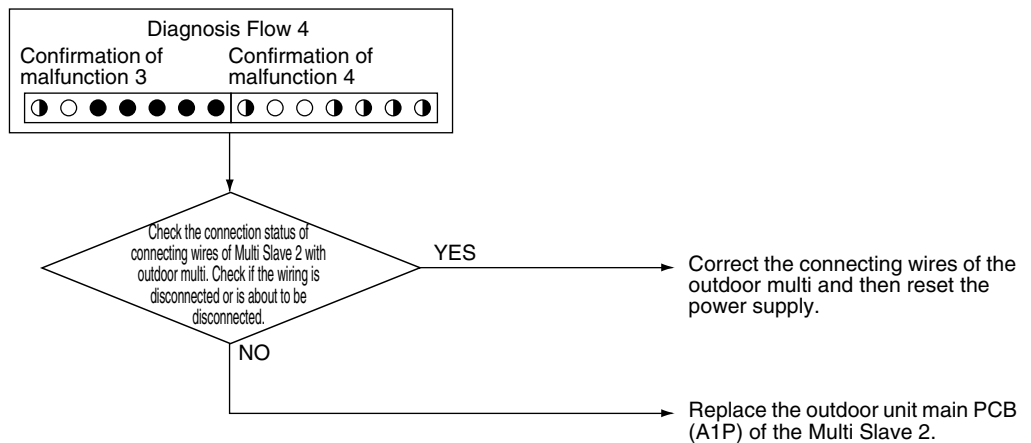 Diagnosis Flow 4
Confirmation of
malfunction 3
Confirmation of
malfunction 4
Check the connection status of
connecting wires of Multi Slave 2 with
outdoor multi. Check if the wiring is
disconnected or is about to be
disconnected.
YES
Correct the connecting wires of the
outdoor multi and then reset the
power supply.
NO
Replace the outdoor unit main PCB
(A1P) of the Multi Slave 2.